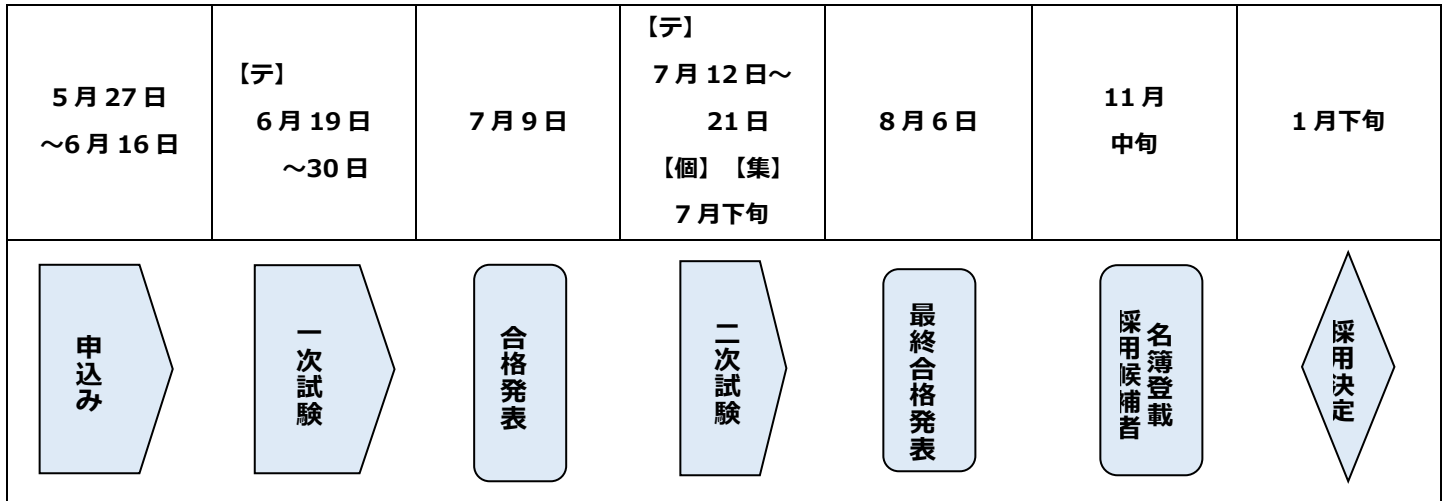 5月27日
～6月16日
【テ】
6月19日
～30日
7月9日
【テ】
7月12日～
21日
【個】【集】
7月下旬
8月6日
11月
中旬
1月下旬
申込み
一次試験
合格発表
二次試験
最終合格発表
名簿登載
採用候補者
採用決定